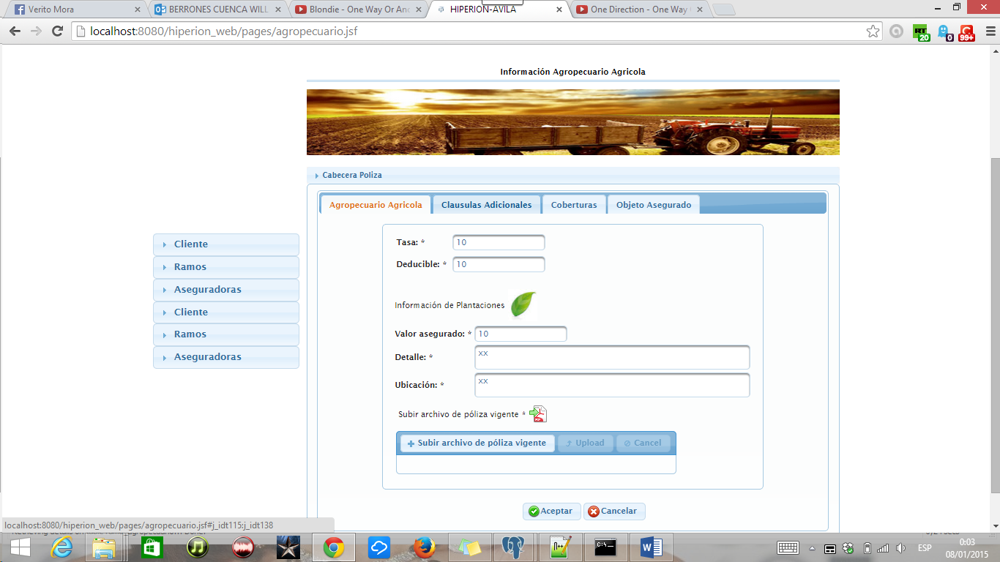 Verito Mora
BERRONES CUENCA WILL
Blondie - One Way Or And
HIPERION-AVILA
One Direction - One Way
localhost:8080/hiperion_web/pages/agropecuario.jsf
20
0
99+
Información Agropecuario Agricola
Cabecera Poliza
Agropecuario Agricola
Clausulas Adicionales
Coberturas
Objeto Asegurado
Cliente
Ramos
Aseguradoras
Cliente
Ramos
Aseguradoras
Tasa: *
10
Deducible: *
10
Información de Plantaciones
Valor asegurado: *
10
Detalle: *
xx
Ubicación: *
xx
Subir archivo de póliza vigente *
Subir archivo de póliza vigente
Upload
Cancel
Aceptar
Cancelar
localhost:8080/hiperion_web/pages/agropecuario.jsf#j_idt115:j_idt138
ESP
0:03
08/01/2015